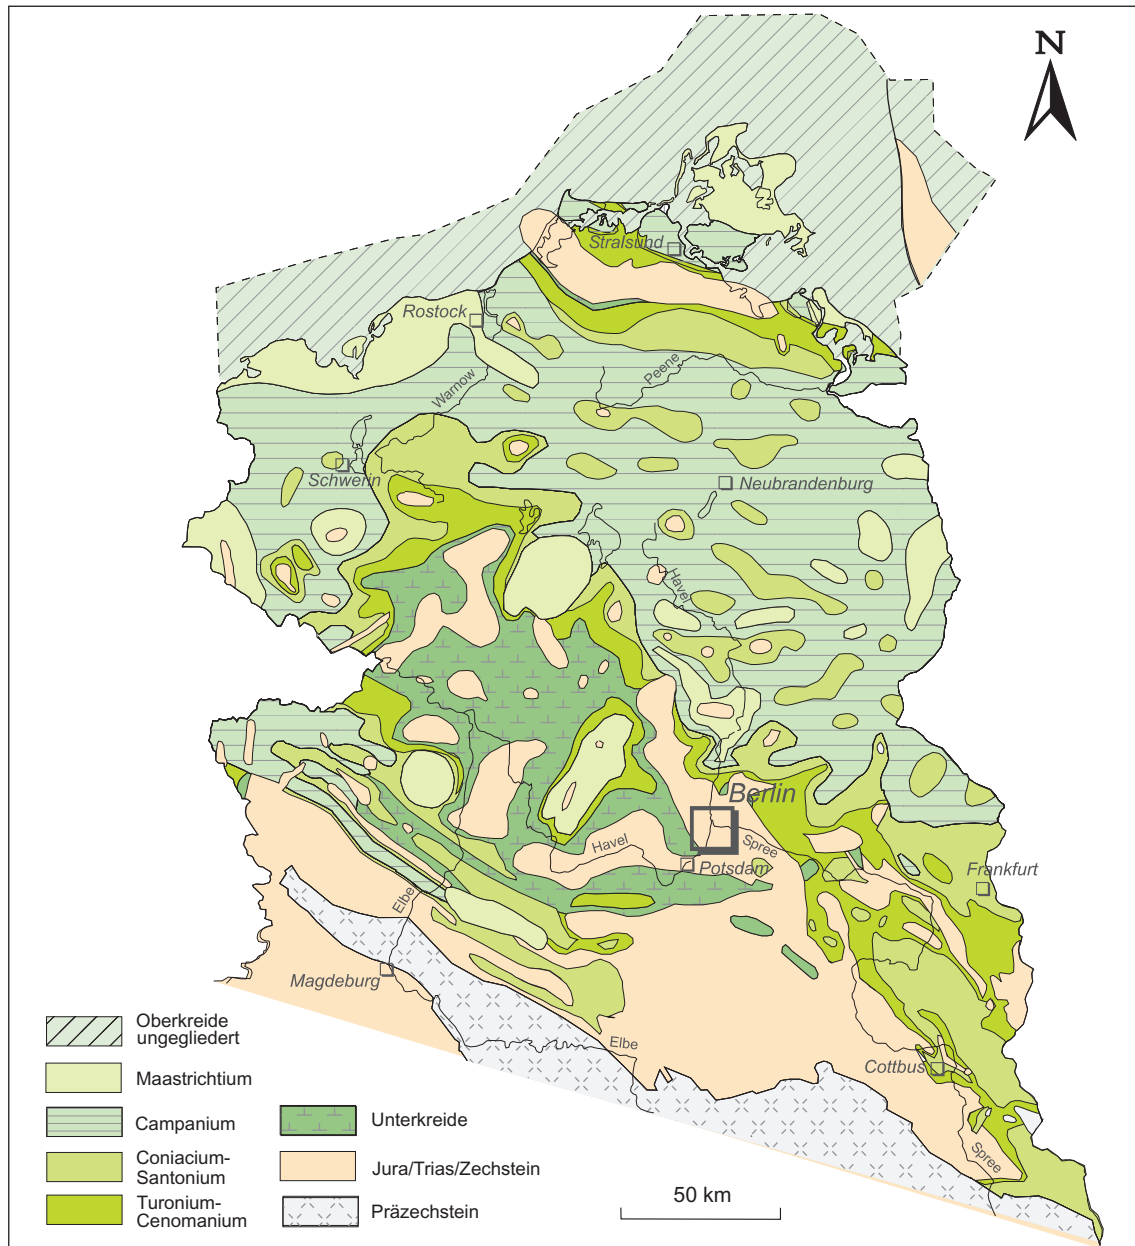 N
Stralsund
Rostock
Warnow
Peene
Schwerin
Neubrandenburg
Havel
Berlin
Havel
Spree
Potsdam
Frankfurt
Elbe
Magdeburg
Elbe
Cottbus
Spree
Oberkreide
ungegliedert
Maastrichtium
Campanium
Coniacium-
Santonium
Turonium-
Cenomanium
Unterkreide
Jura/Trias/Zechstein
Präzechstein
50 km